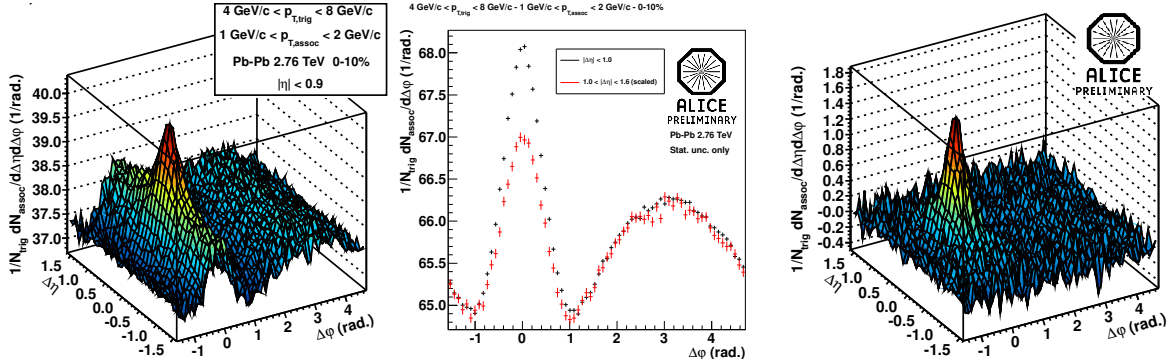 4 GeV/c < p_T,trig < 8 GeV/c
1 GeV/c < p_T,assoc < 2 GeV/c
Pb-Pb 2.76 TeV 0-10%
|η| < 0.9
1/N_trig dN_assoc/dΔηdΔφ (1/rad.)
40.0
39.5
39.0
38.5
38.0
37.5
37.0
1.5
1.0
0.5
0.0
-0.5
-1.0
-1.5
Δη
-1 0 1 2 3 4
Δφ (rad.)
4 GeV/c < p_T,trig < 8 GeV/c - 1 GeV/c < p_T,assoc < 2 GeV/c - 0-10%
1/N_trig dN_assoc/dΔφ (1/rad.)
68.0
67.5
67.0
66.5
66.0
65.5
65.0
|Δη| < 1.0
1.0 < |Δη| < 1.6 (scaled)
ALICE
PRELIMINARY
Pb-Pb 2.76 TeV
Stat. unc. only
-1 0 1 2 3 4
Δφ (rad.)
ALICE
PRELIMINARY
1/N_trig dN_assoc/dΔηdΔφ (1/rad.)
1.8
1.6
1.4
1.2
1.0
0.8
0.6
0.4
0.2
-0.0
-0.2
-0.4
1.5
1.0
0.5
0.0
-0.5
-1.0
-1.5
Δη
-1 0 1 2 3 4
Δφ (rad.)